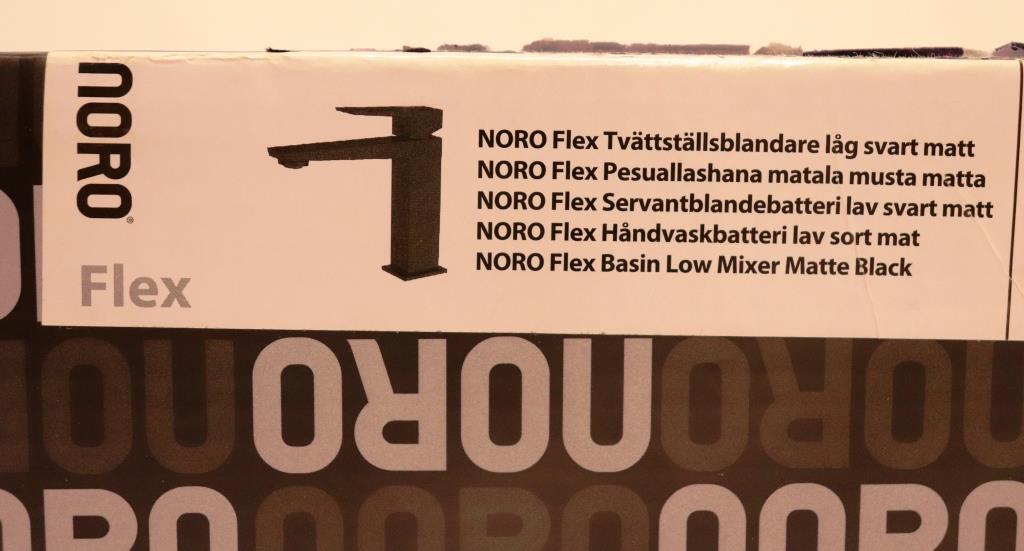 NORO®
Flex
NORO Flex Tvättställsblandare låg svart matt
NORO Flex Pesuallashana matala musta matta
NORO Flex Servantblandebatteri lav svart matt
NORO Flex Håndvaskbatteri lav sort mat
NORO Flex Basin Low Mixer Matte Black
NORO